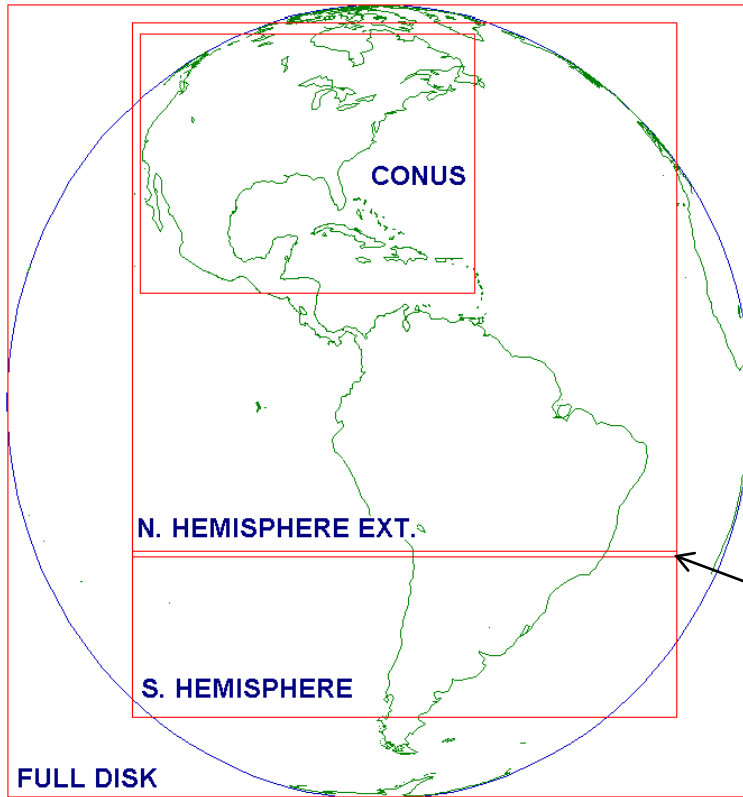 CONUS
N. HEMISPHERE EXT.
S. HEMISPHERE
FULL DISK